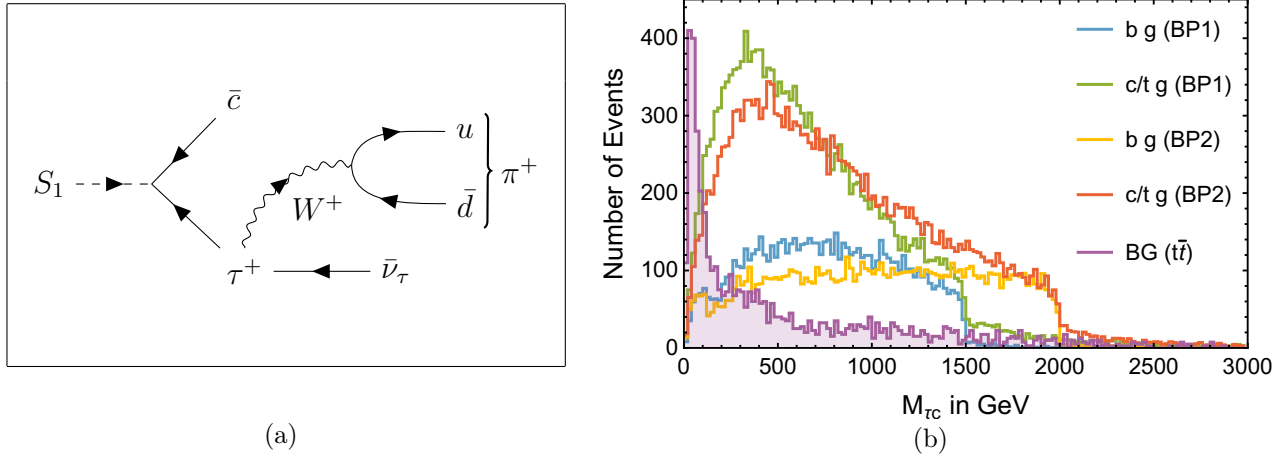 S₁
c̄
τ⁺
W⁺
ν̄_τ
u
d̄
π⁺
(a)
Number of Events
400
300
200
100
0
0 500 1000 1500 2000 2500 3000
M_τc in GeV
b g (BP1)
c/t g (BP1)
b g (BP2)
c/t g (BP2)
BG (tt̄)
(b)